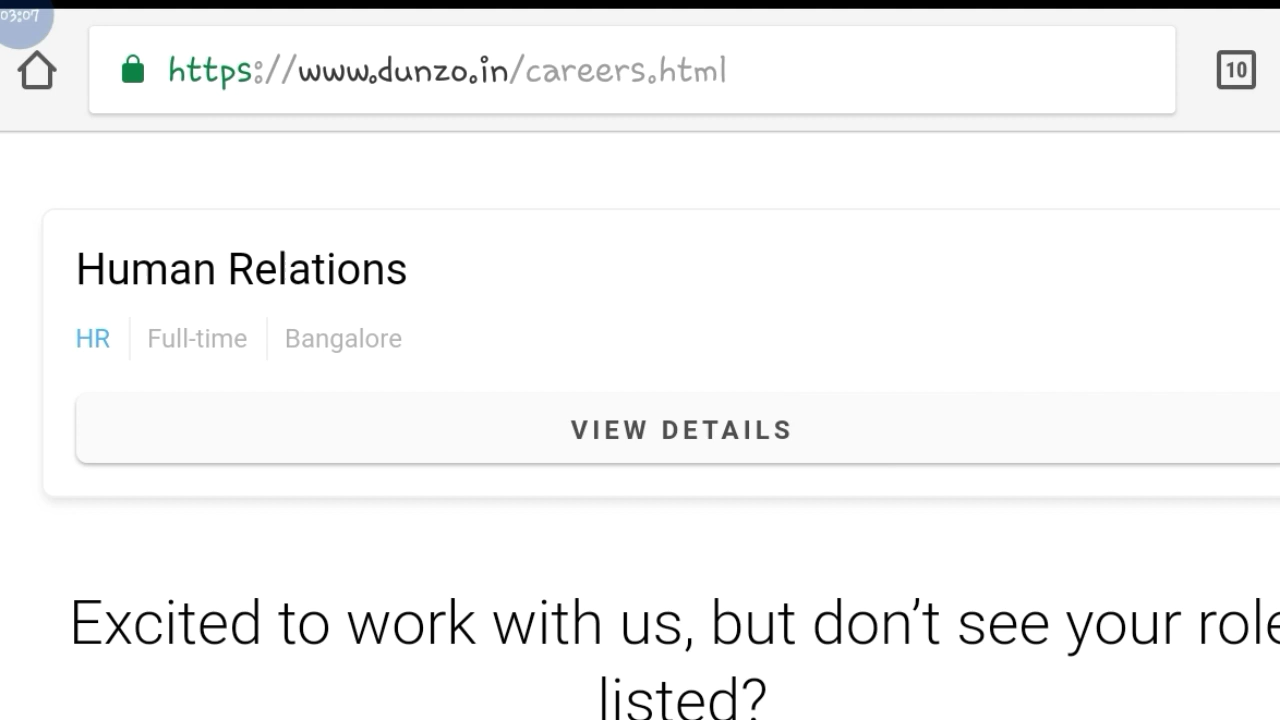 03:07
https://www.dunzo.in/careers.html
10
Human Relations
HR Full-time Bangalore
VIEW DETAILS
Excited to work with us, but don’t see your role
listed?